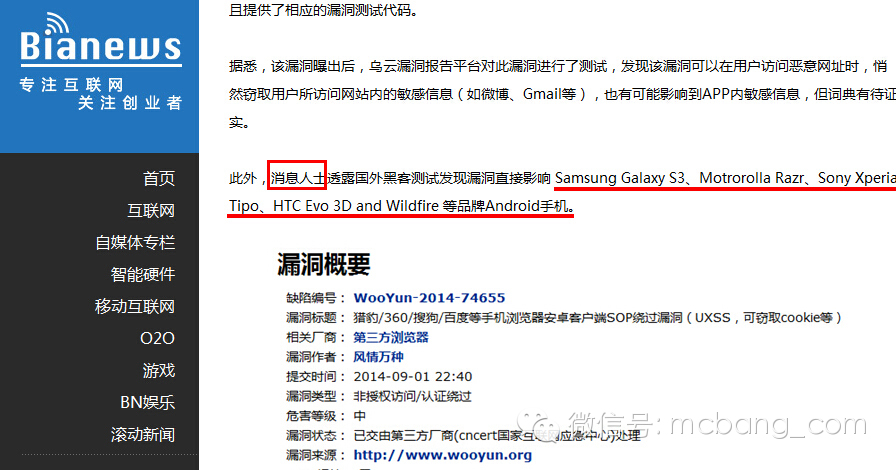 Bianews
专注互联网
关注创业者
首页
互联网
自媒体专栏
智能硬件
移动互联网
O2O
游戏
BN娱乐
滚动新闻
且提供了相应的漏洞测试代码。
据悉，该漏洞曝出后，乌云漏洞报告平台对此漏洞进行了测试，发现该漏洞可以在用户访问恶意网址时，悄
然窃取用户所访问网站内的敏感信息（如微博、Gmail等），也有可能影响到APP内敏感信息，但词典有待证
实。
此外，消息人士透露国外黑客测试发现漏洞直接影响 Samsung Galaxy S3、Motrorolla Razr、Sony Xperia
Tipo、HTC Evo 3D and Wildfire 等品牌Android手机。
漏洞概要
缺陷编号： WooYun-2014-74655
漏洞标题： 猎豹/360/搜狗/百度等手机浏览器安卓客户端SOP绕过漏洞（UXSS，可窃取cookie等）
相关厂商： 第三方浏览器
漏洞作者： 风情万种
提交时间： 2014-09-01 22:40
漏洞类型： 非授权访问/认证绕过
危害等级： 中
漏洞状态： 已交由第三方厂商(cncert国家互联网应急中心)处理
漏洞来源： http://www.wooyun.org
微信号: mcbang_com